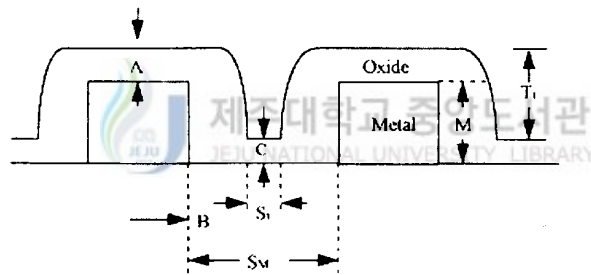 A
Oxide
T₁
Metal
M
C
B
S₁
S_M
제주대학교 중앙도서관
JEJU NATIONAL UNIVERSITY LIBRARY
JEJU